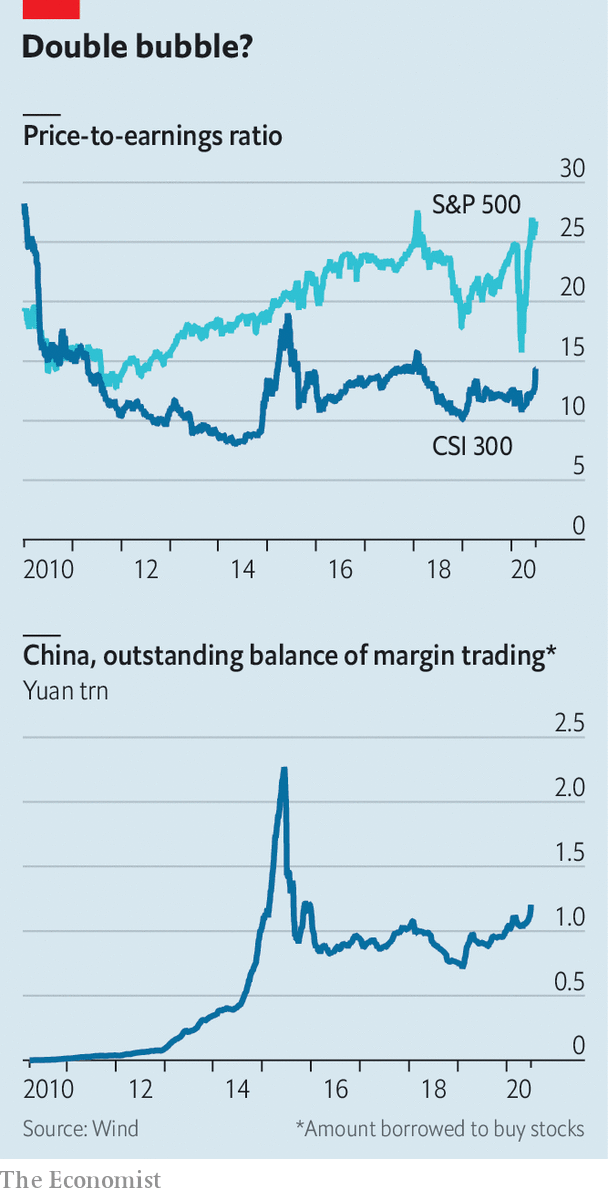 Double bubble?
Price-to-earnings ratio
30
S&P 500
25
20
15
10
CSI 300
5
0
2010 12 14 16 18 20
China, outstanding balance of margin trading*
Yuan trn
2.5
2.0
1.5
1.0
0.5
0
2010 12 14 16 18 20
Source: Wind *Amount borrowed to buy stocks
The Economist